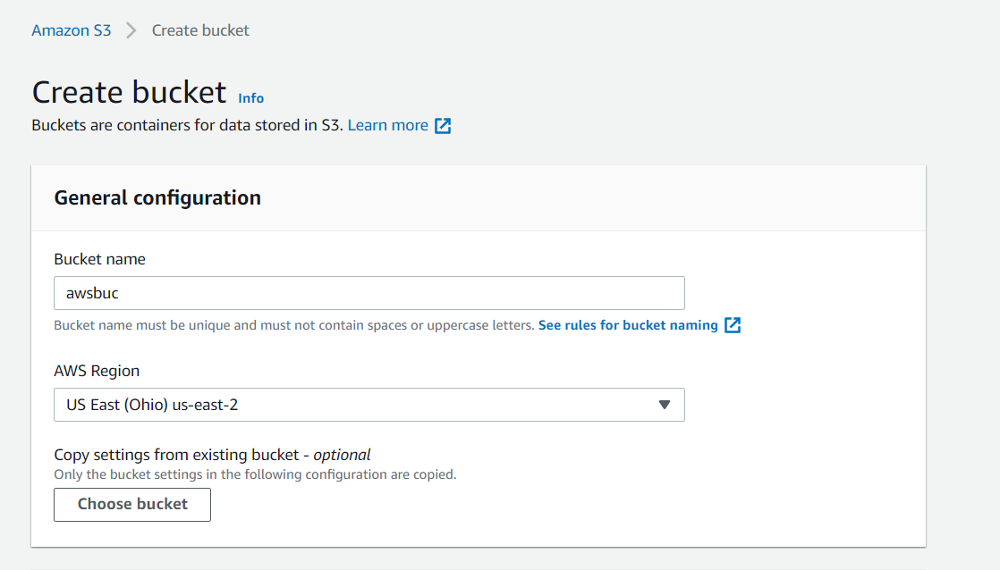 Amazon S3 > Create bucket
Create bucket Info
Buckets are containers for data stored in S3. Learn more
General configuration
Bucket name
awsbuc
Bucket name must be unique and must not contain spaces or uppercase letters. See rules for bucket naming
AWS Region
US East (Ohio) us-east-2
Copy settings from existing bucket - optional
Only the bucket settings in the following configuration are copied.
Choose bucket